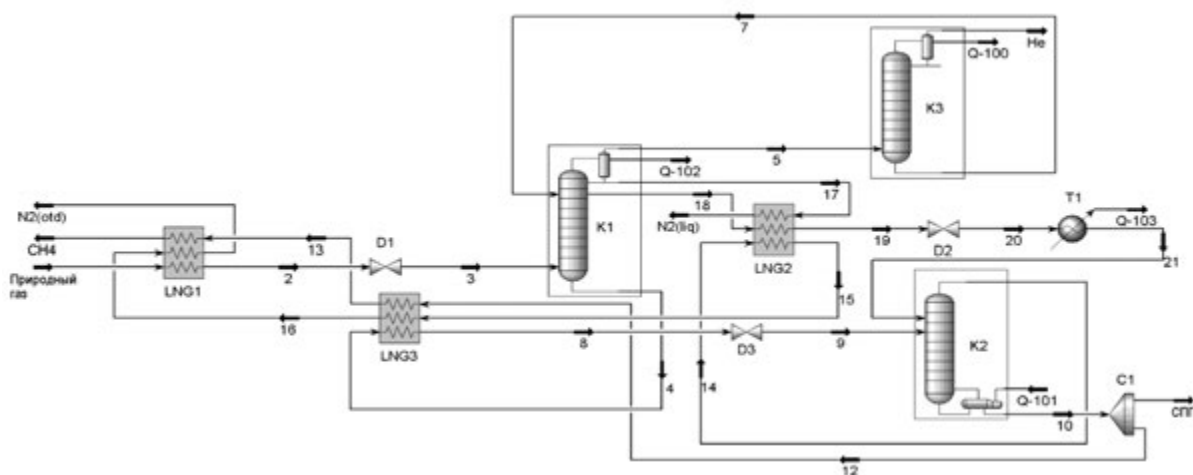 7
He
Q-100
K3
5
Q-102
17
18
K1
N2(otd)
N2(liq)
T1
Q-103
CH4
13
D1
19
D2
20
Природный
газ
2
3
LNG1
LNG2
21
15
16
8
9
LNG3
D3
K2
4
14
C1
Q-101
10
СПГ
12